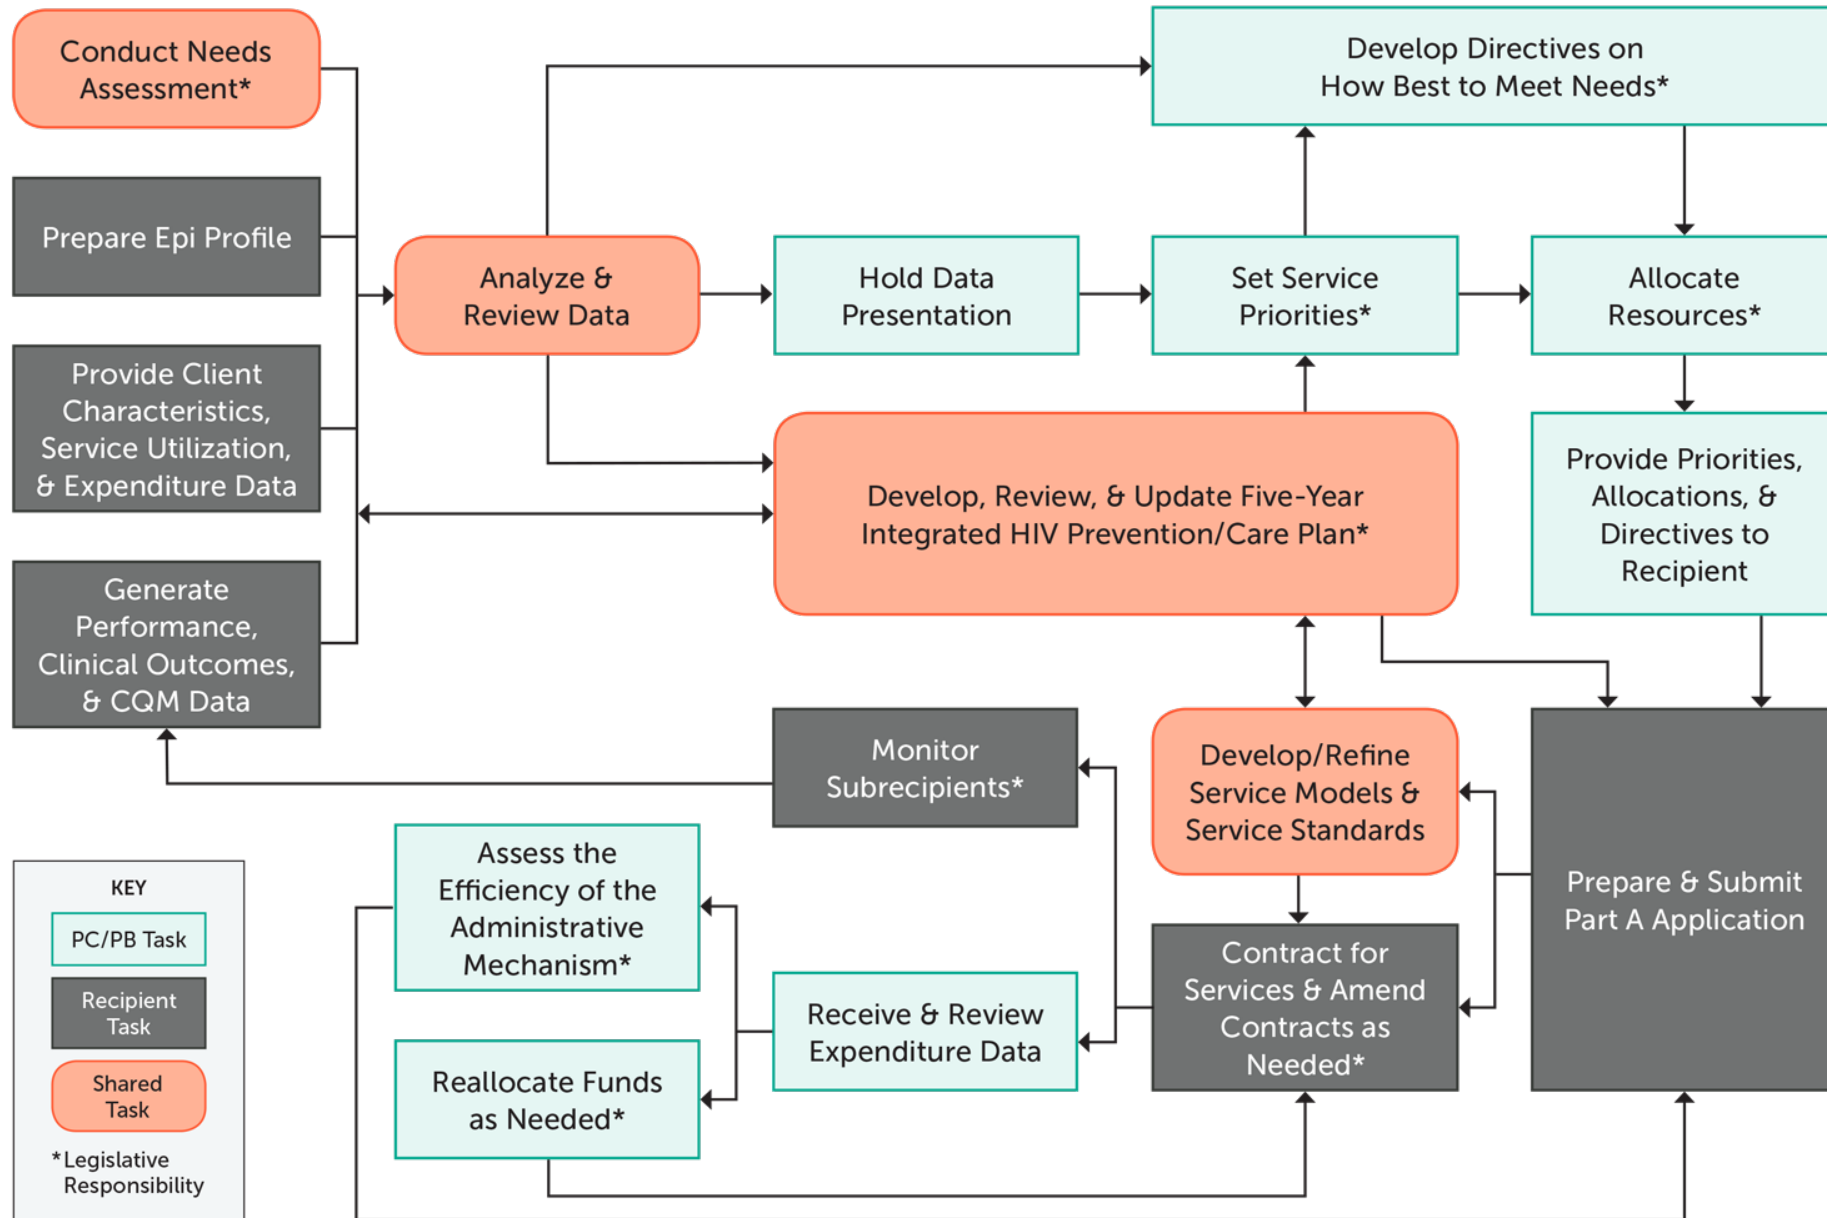 Conduct Needs
Assessment*
Develop Directives on
How Best to Meet Needs*
Prepare Epi Profile
Analyze &
Review Data
Hold Data
Presentation
Set Service
Priorities*
Allocate
Resources*
Provide Client
Characteristics,
Service Utilization,
& Expenditure Data
Develop, Review, & Update Five-Year
Integrated HIV Prevention/Care Plan*
Provide Priorities,
Allocations, &
Directives to
Recipient
Generate
Performance,
Clinical Outcomes,
& CQM Data
Monitor
Subrecipients*
Develop/Refine
Service Models &
Service Standards
Prepare & Submit
Part A Application
Assess the
Efficiency of the
Administrative
Mechanism*
Contract for
Services & Amend
Contracts as
Needed*
Receive & Review
Expenditure Data
Reallocate Funds
as Needed*
KEY
PC/PB Task
Recipient
Task
Shared
Task
*Legislative
Responsibility